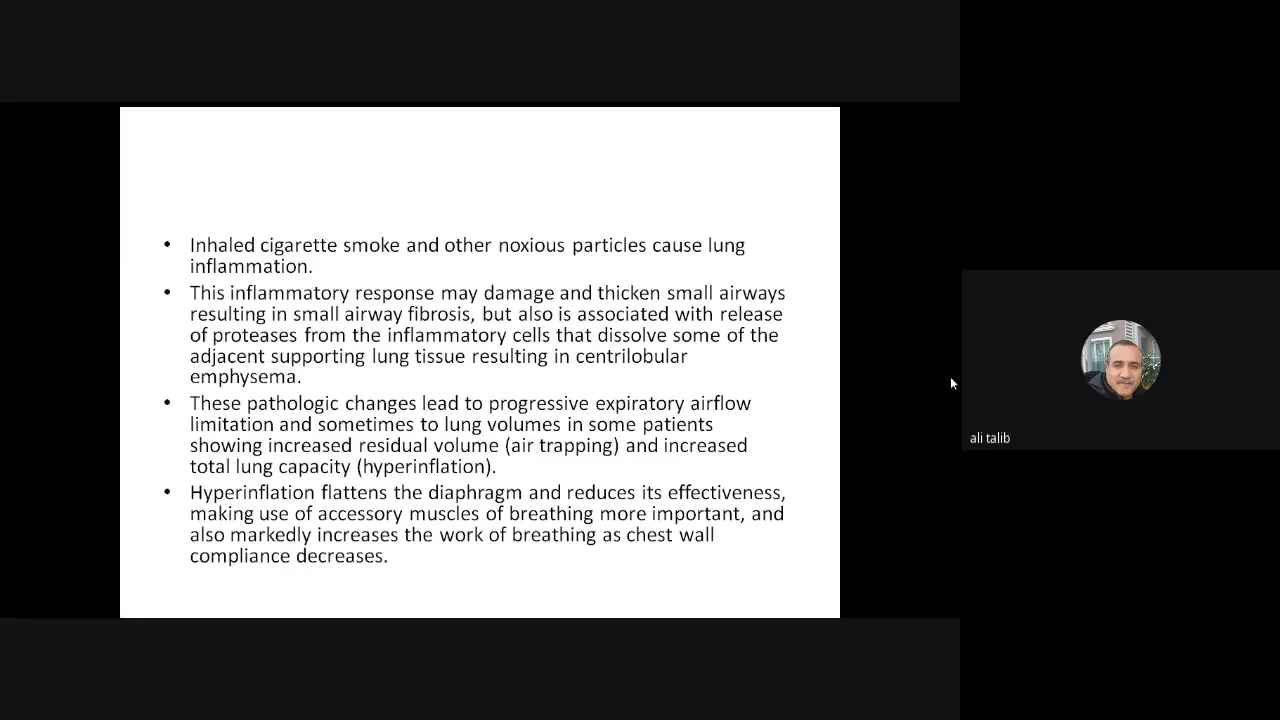 • Inhaled cigarette smoke and other noxious particles cause lung
inflammation.
• This inflammatory response may damage and thicken small airways
resulting in small airway fibrosis, but also is associated with release
of proteases from the inflammatory cells that dissolve some of the
adjacent supporting lung tissue resulting in centrilobular
emphysema.
• These pathologic changes lead to progressive expiratory airflow
limitation and sometimes to lung volumes in some patients
showing increased residual volume (air trapping) and increased
total lung capacity (hyperinflation).
• Hyperinflation flattens the diaphragm and reduces its effectiveness,
making use of accessory muscles of breathing more important, and
also markedly increases the work of breathing as chest wall
compliance decreases.
ali talib